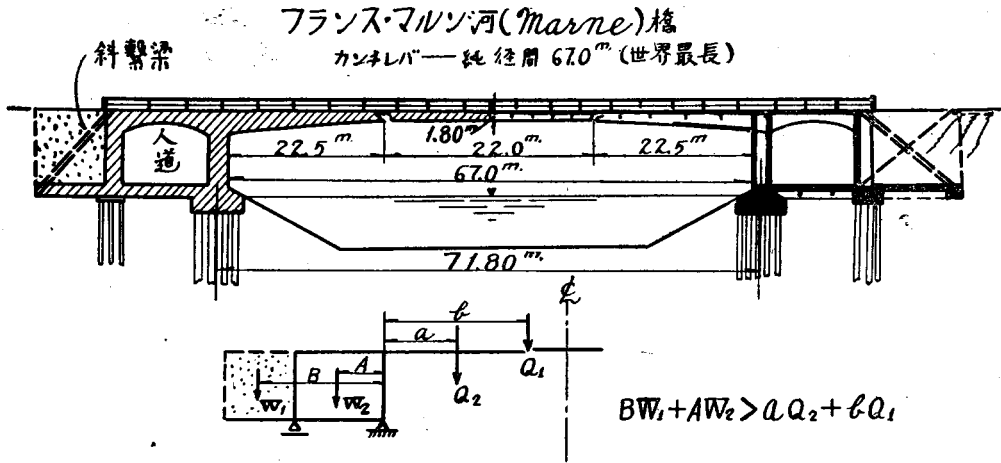 フランス・マルソ河(Marne)橋
カンチレバー— 純径間 67.0ᵐ (世界最長)
斜繋梁
人道
1.80ᵐ
22.5ᵐ 22.0ᵐ 22.5ᵐ
67.0ᵐ
71.80ᵐ
℄
b
a
A
B
W₁ W₂ Q₂ Q₁
BW₁+AW₂>aQ₂+bQ₁